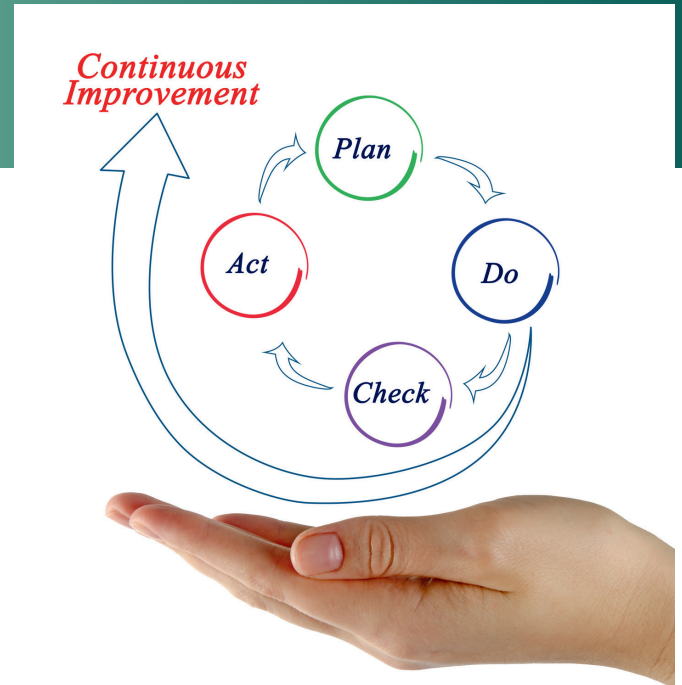 Continuous
Improvement
Plan
Act
Do
Check